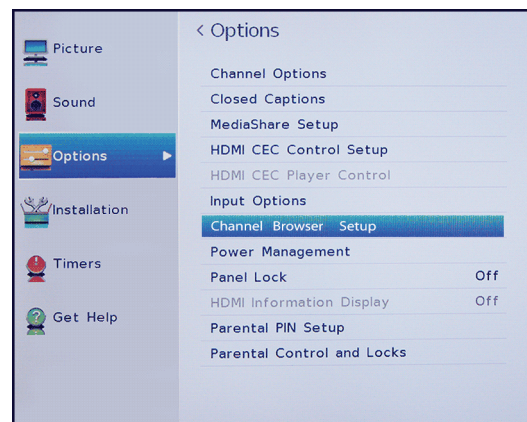 Picture
Sound
Options
Installation
Timers
Get Help
< Options
Channel Options
Closed Captions
MediaShare Setup
HDMI CEC Control Setup
HDMI CEC Player Control
Input Options
Channel Browser Setup
Power Management
Panel Lock Off
HDMI Information Display Off
Parental PIN Setup
Parental Control and Locks